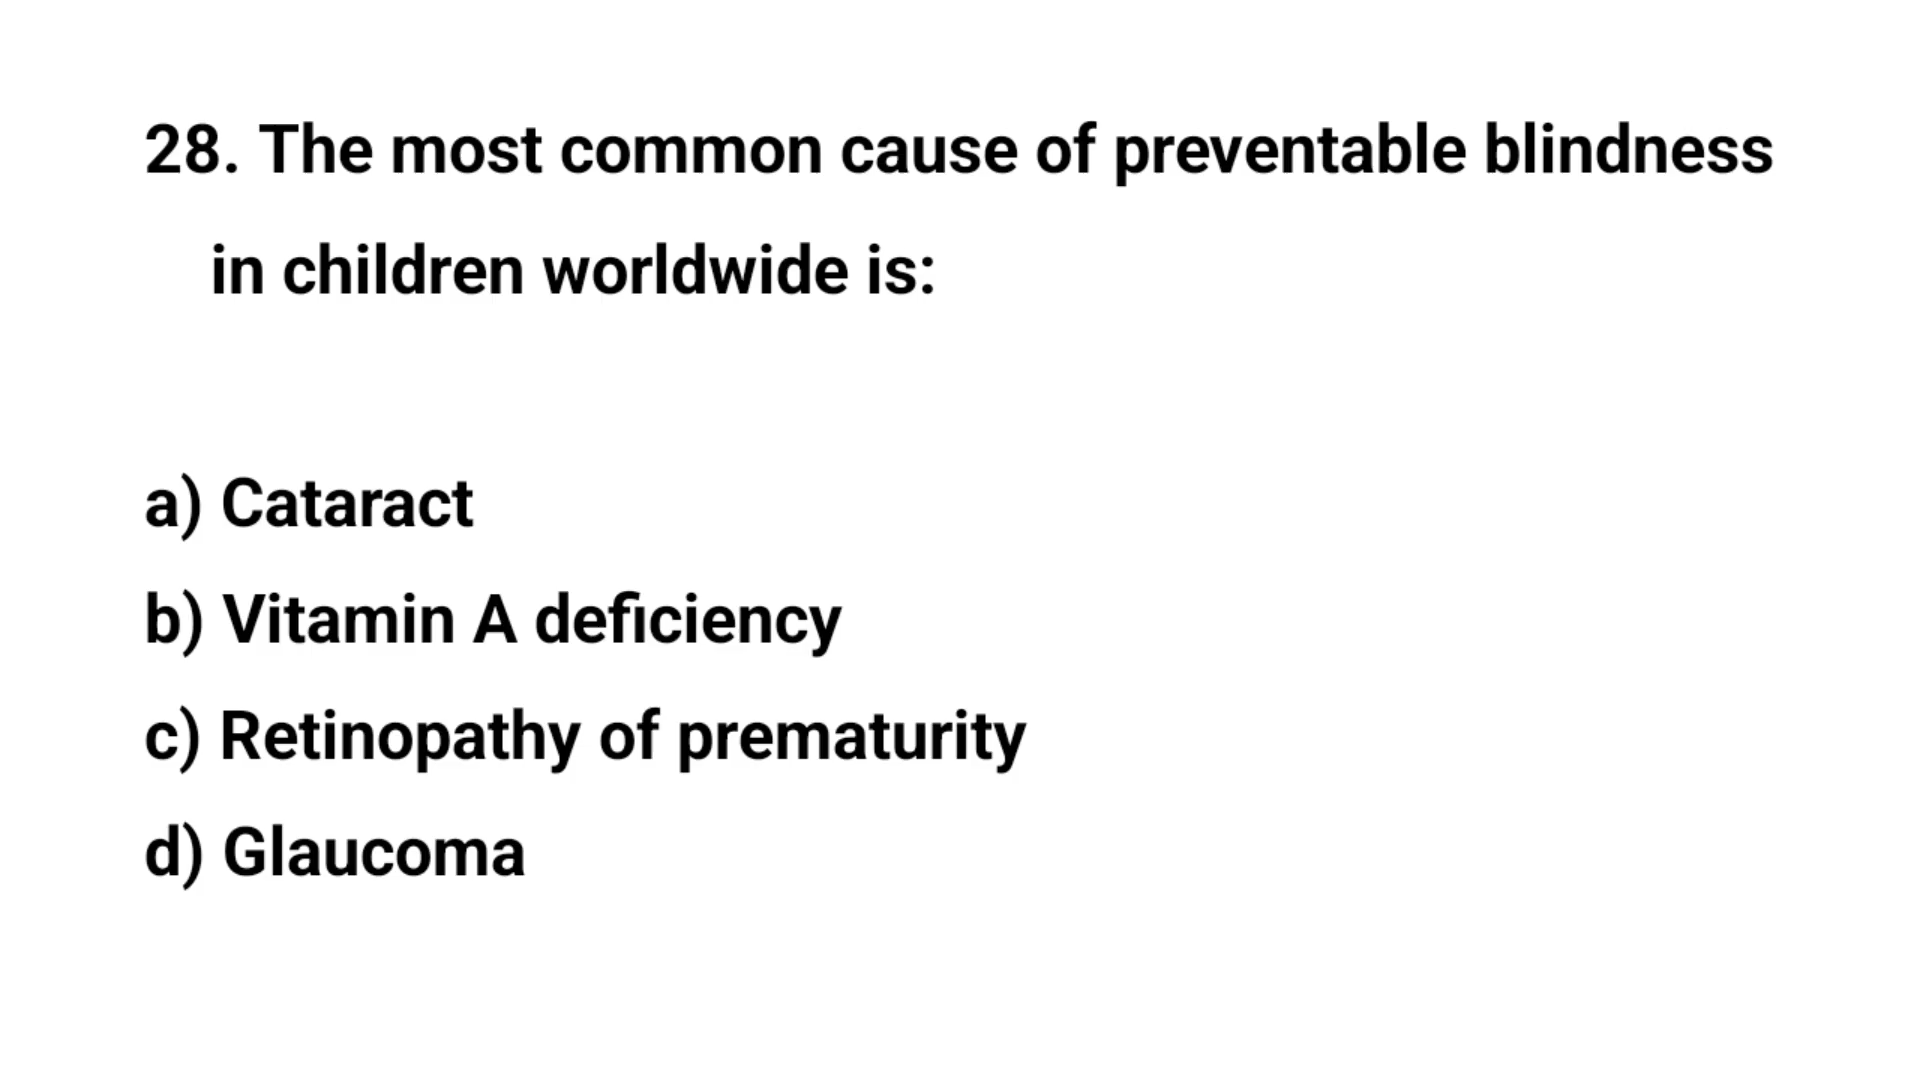 28. The most common cause of preventable blindness
in children worldwide is:
a) Cataract
b) Vitamin A deficiency
c) Retinopathy of prematurity
d) Glaucoma